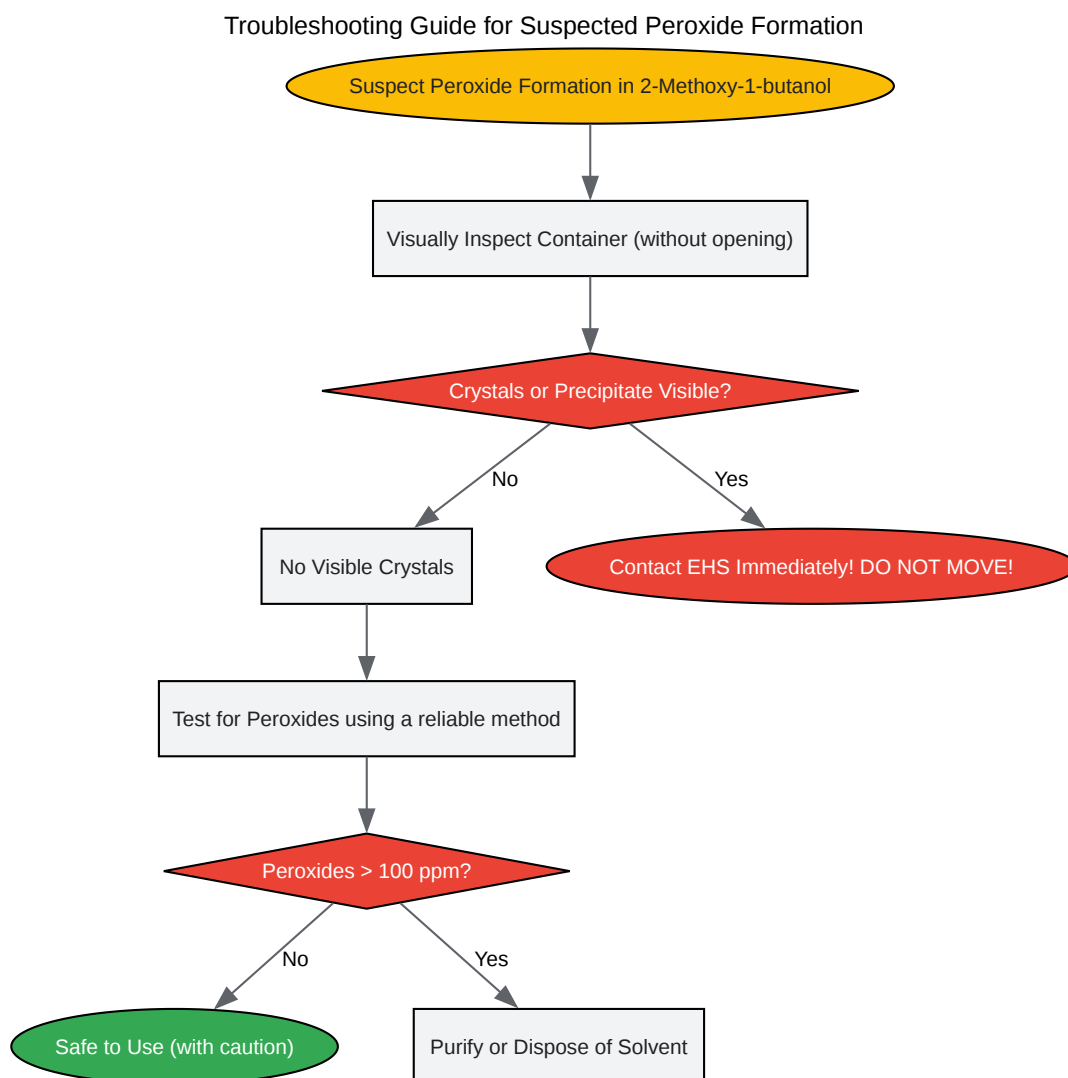 Troubleshooting Guide for Suspected Peroxide Formation
Suspect Peroxide Formation in 2-Methoxy-1-butanol
Visually Inspect Container (without opening)
Crystals or Precipitate Visible?
No
Yes
No Visible Crystals
Contact EHS Immediately! DO NOT MOVE!
Test for Peroxides using a reliable method
Peroxides > 100 ppm?
No
Yes
Safe to Use (with caution)
Purify or Dispose of Solvent